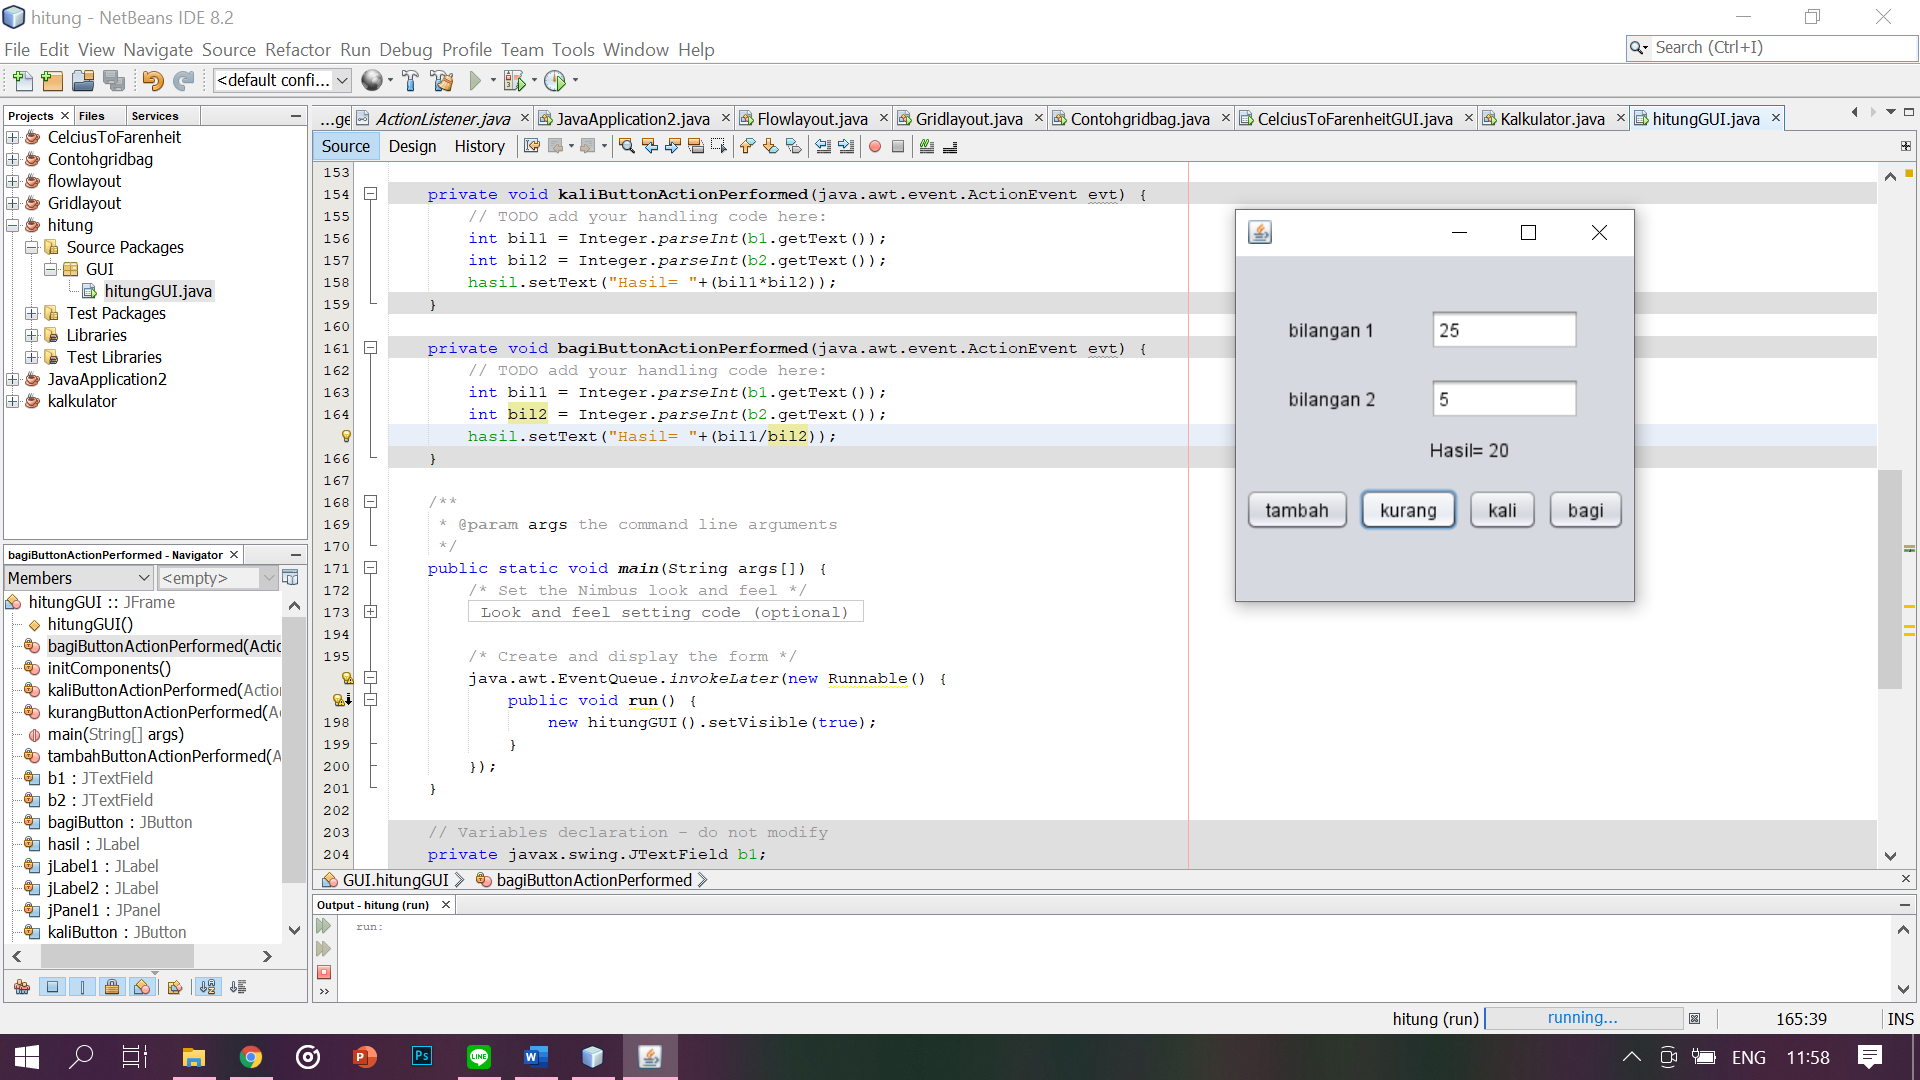 hitung - NetBeans IDE 8.2
File Edit View Navigate Source Refactor Run Debug Profile Team Tools Window Help
Search (Ctrl+I)
<default confi...
Projects Files Services
CelciusToFarenheit
Contohgridbag
flowlayout
Gridlayout
hitung
Source Packages
GUI
hitungGUI.java
Test Packages
Libraries
Test Libraries
JavaApplication2
kalkulator
bagiButtonActionPerformed - Navigator
Members <empty>
hitungGUI :: JFrame
hitungGUI()
bagiButtonActionPerformed(Actic
initComponents()
kaliButtonActionPerformed(Action
kurangButtonActionPerformed(A
main(String[] args)
tambahButtonActionPerformed(A
b1 : JTextField
b2 : JTextField
bagiButton : JButton
hasil : JLabel
jLabel1 : JLabel
jLabel2 : JLabel
jPanel1 : JPanel
kaliButton : JButton
...ge ActionListener.java JavaApplication2.java Flowlayout.java Gridlayout.java Contohgridbag.java CelciusToFarenheitGUI.java Kalkulator.java hitungGUI.java
Source Design History
153
154 private void kaliButtonActionPerformed(java.awt.event.ActionEvent evt) {
155 // TODO add your handling code here:
156 int bil1 = Integer.parseInt(b1.getText());
157 int bil2 = Integer.parseInt(b2.getText());
158 hasil.setText("Hasil= "+(bil1*bil2));
159 }
160
161 private void bagiButtonActionPerformed(java.awt.event.ActionEvent evt) {
162 // TODO add your handling code here:
163 int bil1 = Integer.parseInt(b1.getText());
164 int bil2 = Integer.parseInt(b2.getText());
hasil.setText("Hasil= "+(bil1/bil2));
166 }
167
168 /**
169 * @param args the command line arguments
170 */
171 public static void main(String args[]) {
172 /* Set the Nimbus look and feel */
173 Look and feel setting code (optional)
194
195 /* Create and display the form */
java.awt.EventQueue.invokeLater(new Runnable() {
public void run() {
198 new hitungGUI().setVisible(true);
199 }
200 });
201 }
202
203 // Variables declaration - do not modify
204 private javax.swing.JTextField b1;
GUI.hitungGUI bagiButtonActionPerformed
bilangan 1 25
bilangan 2 5
Hasil= 20
tambah kurang kali bagi
Output - hitung (run)
run:
hitung (run) running... 165:39 INS
ENG 11:58